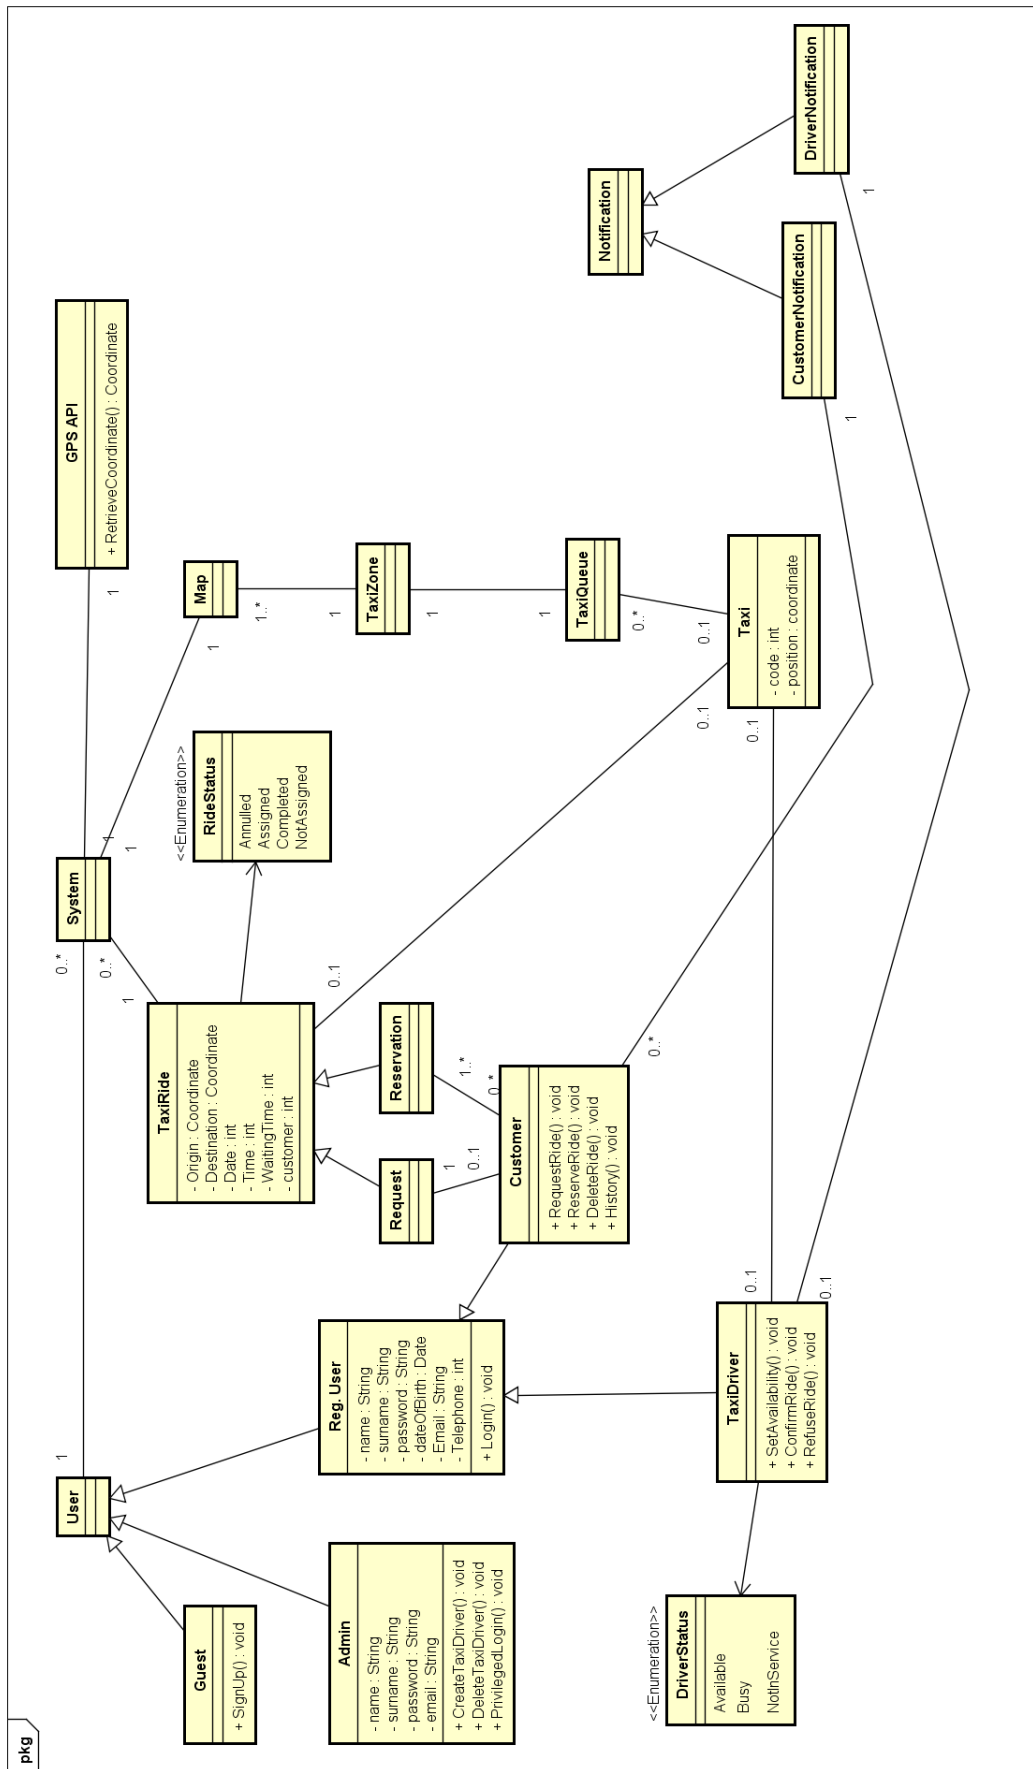 pkg
User
1
0..*
System
1
1
GPS API
+ RetrieveCoordinate() : Coordinate
0..*
1
1
1
Guest
+ SignUp() : void
TaxiRide
- Origin : Coordinate
- Destination : Coordinate
- Date : int
- Time : int
- WaitingTime : int
- customer : int
<<Enumeration>>
RideStatus
Annulled
Assigned
Completed
NotAssigned
Map
1..*
1
TaxiZone
1
1
TaxiQueue
0..*
0..1
Admin
- name : String
- surname : String
- password : String
- email : String
+ CreateTaxiDriver() : void
+ DeleteTaxiDriver() : void
+ PrivilegedLogin() : void
Reg. User
- name : String
- surname : String
- password : String
- dateOfBirth : Date
- Email : String
- Telephone : int
+ Login() : void
0..1
Request
Reservation
1
0..1
1..*
0..*
Customer
+ RequestRide() : void
+ ReserveRide() : void
+ DeleteRide() : void
+ History() : void
0..*
Notification
<<Enumeration>>
DriverStatus
Available
Busy
NotInService
TaxiDriver
+ SetAvailability() : void
+ ConfirmRide() : void
+ RefuseRide() : void
0..1
0..1
0..1
0..1
Taxi
- code : int
- position : coordinate
CustomerNotification
1
DriverNotification
1